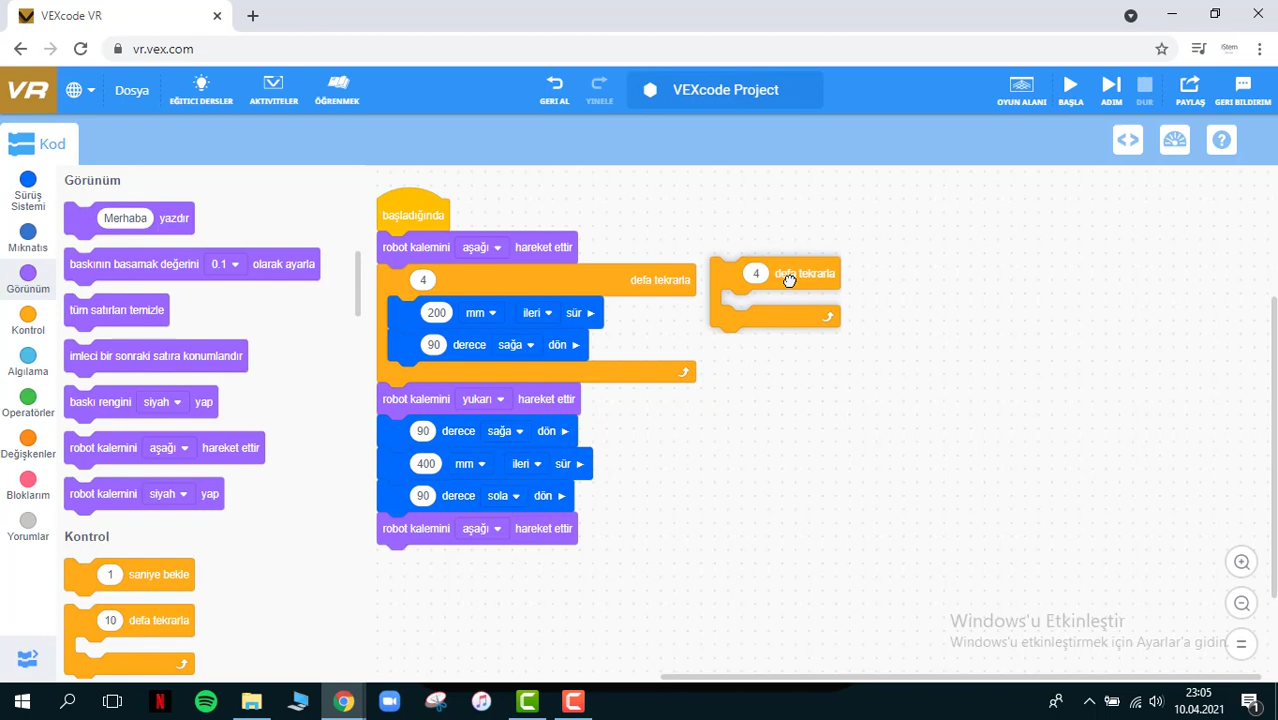 VEXcode VR
vr.vex.com
iStem
VR
Dosya
EĞİTİCİ DERSLER
AKTİVİTELER
ÖĞRENMEK
GERİ AL
YİNELE
VEXcode Project
OYUN ALANI
BAŞLA
ADIM
DUR
PAYLAŞ
GERİ BİLDİRİM
Kod
Sürüş
Sistemi
Mıknatıs
Görünüm
Kontrol
Algılama
Operatörler
Değişkenler
Bloklarım
Yorumlar
Görünüm
Merhaba yazdır
baskının basamak değerini 0.1 olarak ayarla
tüm satırları temizle
imleci bir sonraki satıra konumlandır
baskı rengini siyah yap
robot kalemini aşağı hareket ettir
robot kalemini siyah yap
Kontrol
1 saniye bekle
10 defa tekrarla
başladığında
robot kalemini aşağı hareket ettir
4 defa tekrarla
200 mm ileri sür
90 derece sağa dön
robot kalemini yukarı hareket ettir
90 derece sağa dön
400 mm ileri sür
90 derece sola dön
robot kalemini aşağı hareket ettir
4 defa tekrarla
Windows'u Etkinleştir
Windows'u etkinleştirmek için Ayarlar'a gidin.
23:05
10.04.2021
1